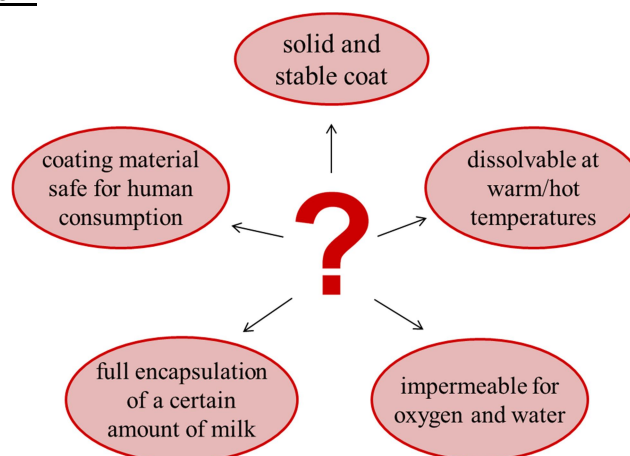 solid and
stable coat
coating material
safe for human
consumption
dissolvable at
warm/hot
temperatures
?
full encapsulation
of a certain
amount of milk
impermeable for
oxygen and water